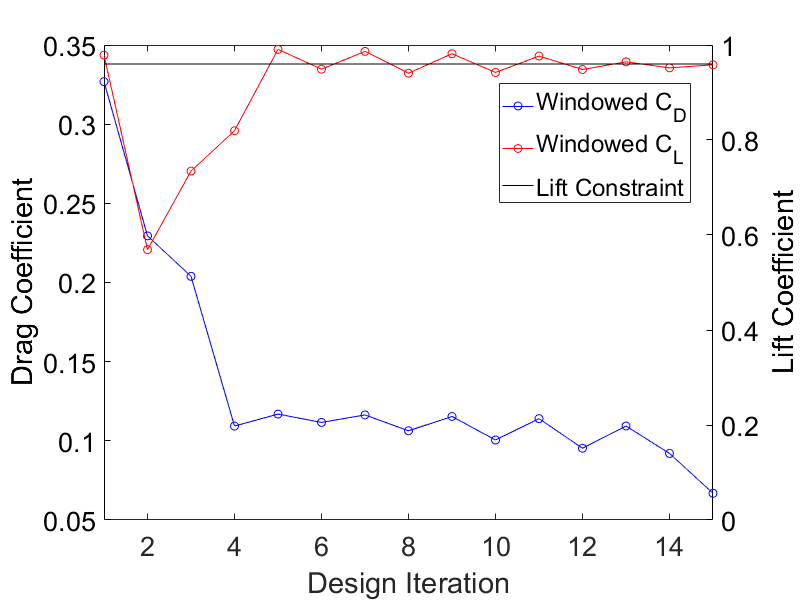 0.35
0.3
0.25
0.2
0.15
0.1
0.05
Drag Coefficient
1
0.8
0.6
0.4
0.2
0
Lift Coefficient
Windowed C_D
Windowed C_L
Lift Constraint
2 4 6 8 10 12 14
Design Iteration